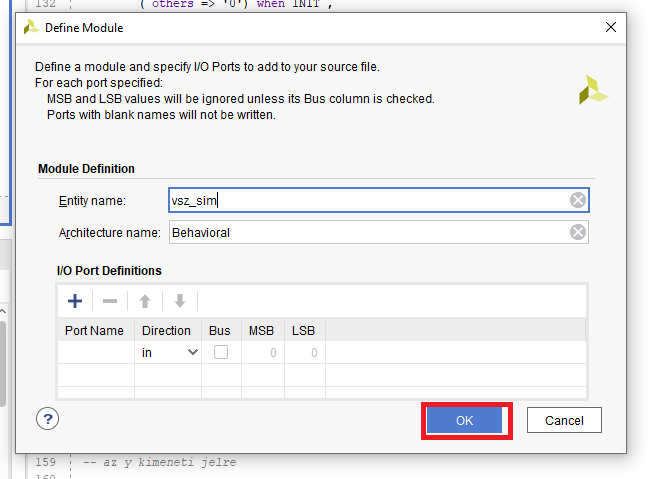 132 ( others => '0') when INIT ,
Define Module
Define a module and specify I/O Ports to add to your source file.
For each port specified:
MSB and LSB values will be ignored unless its Bus column is checked.
Ports with blank names will not be written.
Module Definition
Entity name: vsz_sim
Architecture name: Behavioral
I/O Port Definitions
Port Name Direction Bus MSB LSB
in 0 0
? OK Cancel
159 -- az y kimeneti jelre